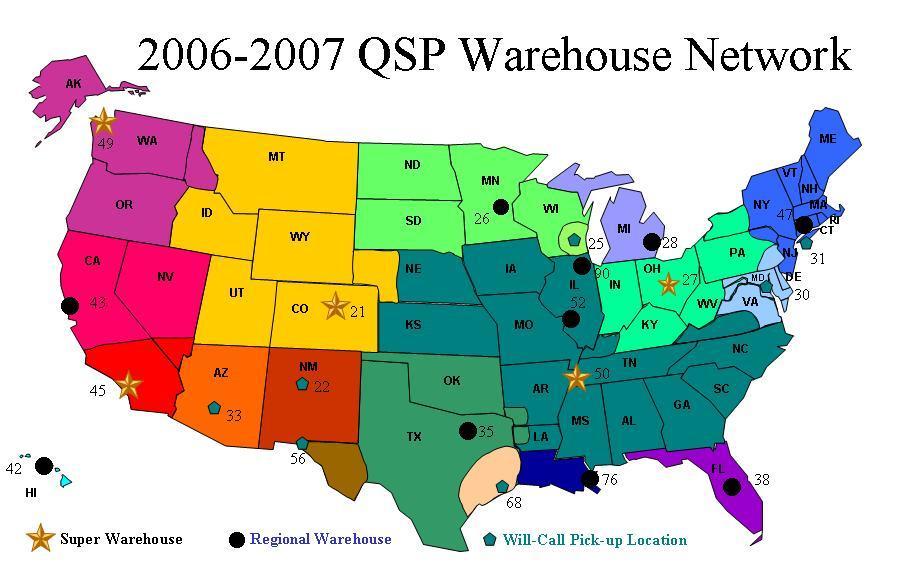 2006-2007 QSP Warehouse Network
AK
49
WA
MT
ND
MN
ME
VT
NH
OR
ID
SD
26
WI
MI
NY
47
MA
RI
CT
WY
25
28
31
CA
NV
UT
NE
IA
90
IL
IN
OH
27
PA
NJ
MD
DE
30
43
CO
21
52
WV
VA
KS
MO
KY
45
AZ
NM
22
OK
TN
50
NC
AR
SC
33
TX
35
LA
MS
AL
GA
56
42
HI
68
76
FL
38
Super Warehouse
Regional Warehouse
Will-Call Pick-up Location